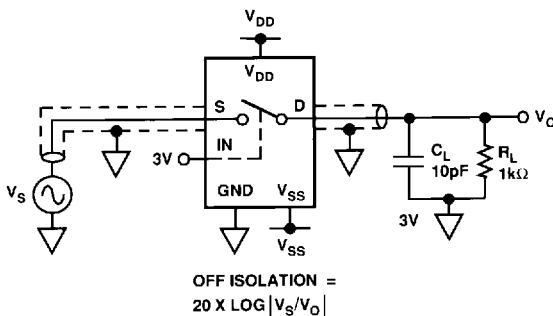 V_DD
V_DD
S
D
V_O
IN
3V
C_L
10pF
R_L
1kΩ
V_S
GND
V_SS
3V
V_SS
OFF ISOLATION =
20 X LOG |V_S/V_O|